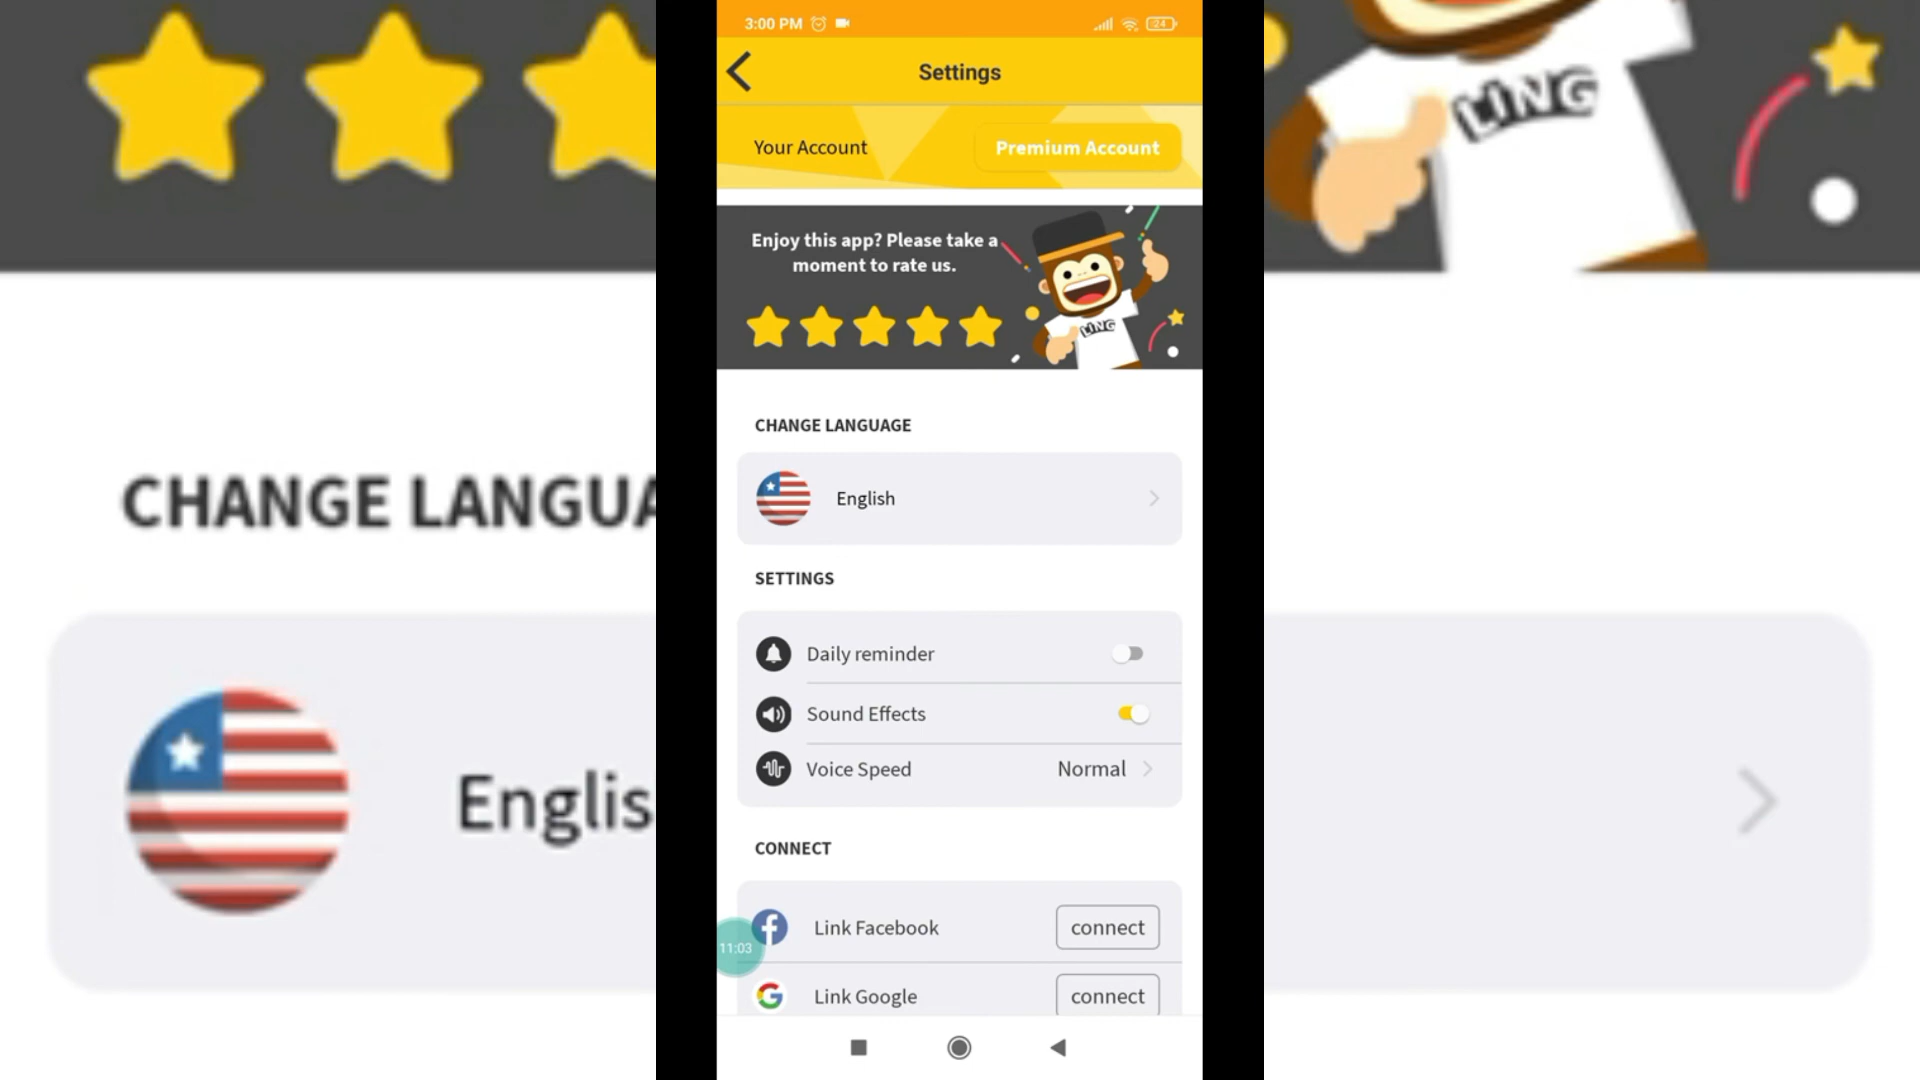 3:00 PM
24
Settings
Your Account
Premium Account
Enjoy this app? Please take a
moment to rate us.
LING
CHANGE LANGUAGE
English
SETTINGS
Daily reminder
Sound Effects
Voice Speed
Normal
CONNECT
Link Facebook
connect
11:03
Link Google
connect
LING
CHANGE LANGUA
Englis